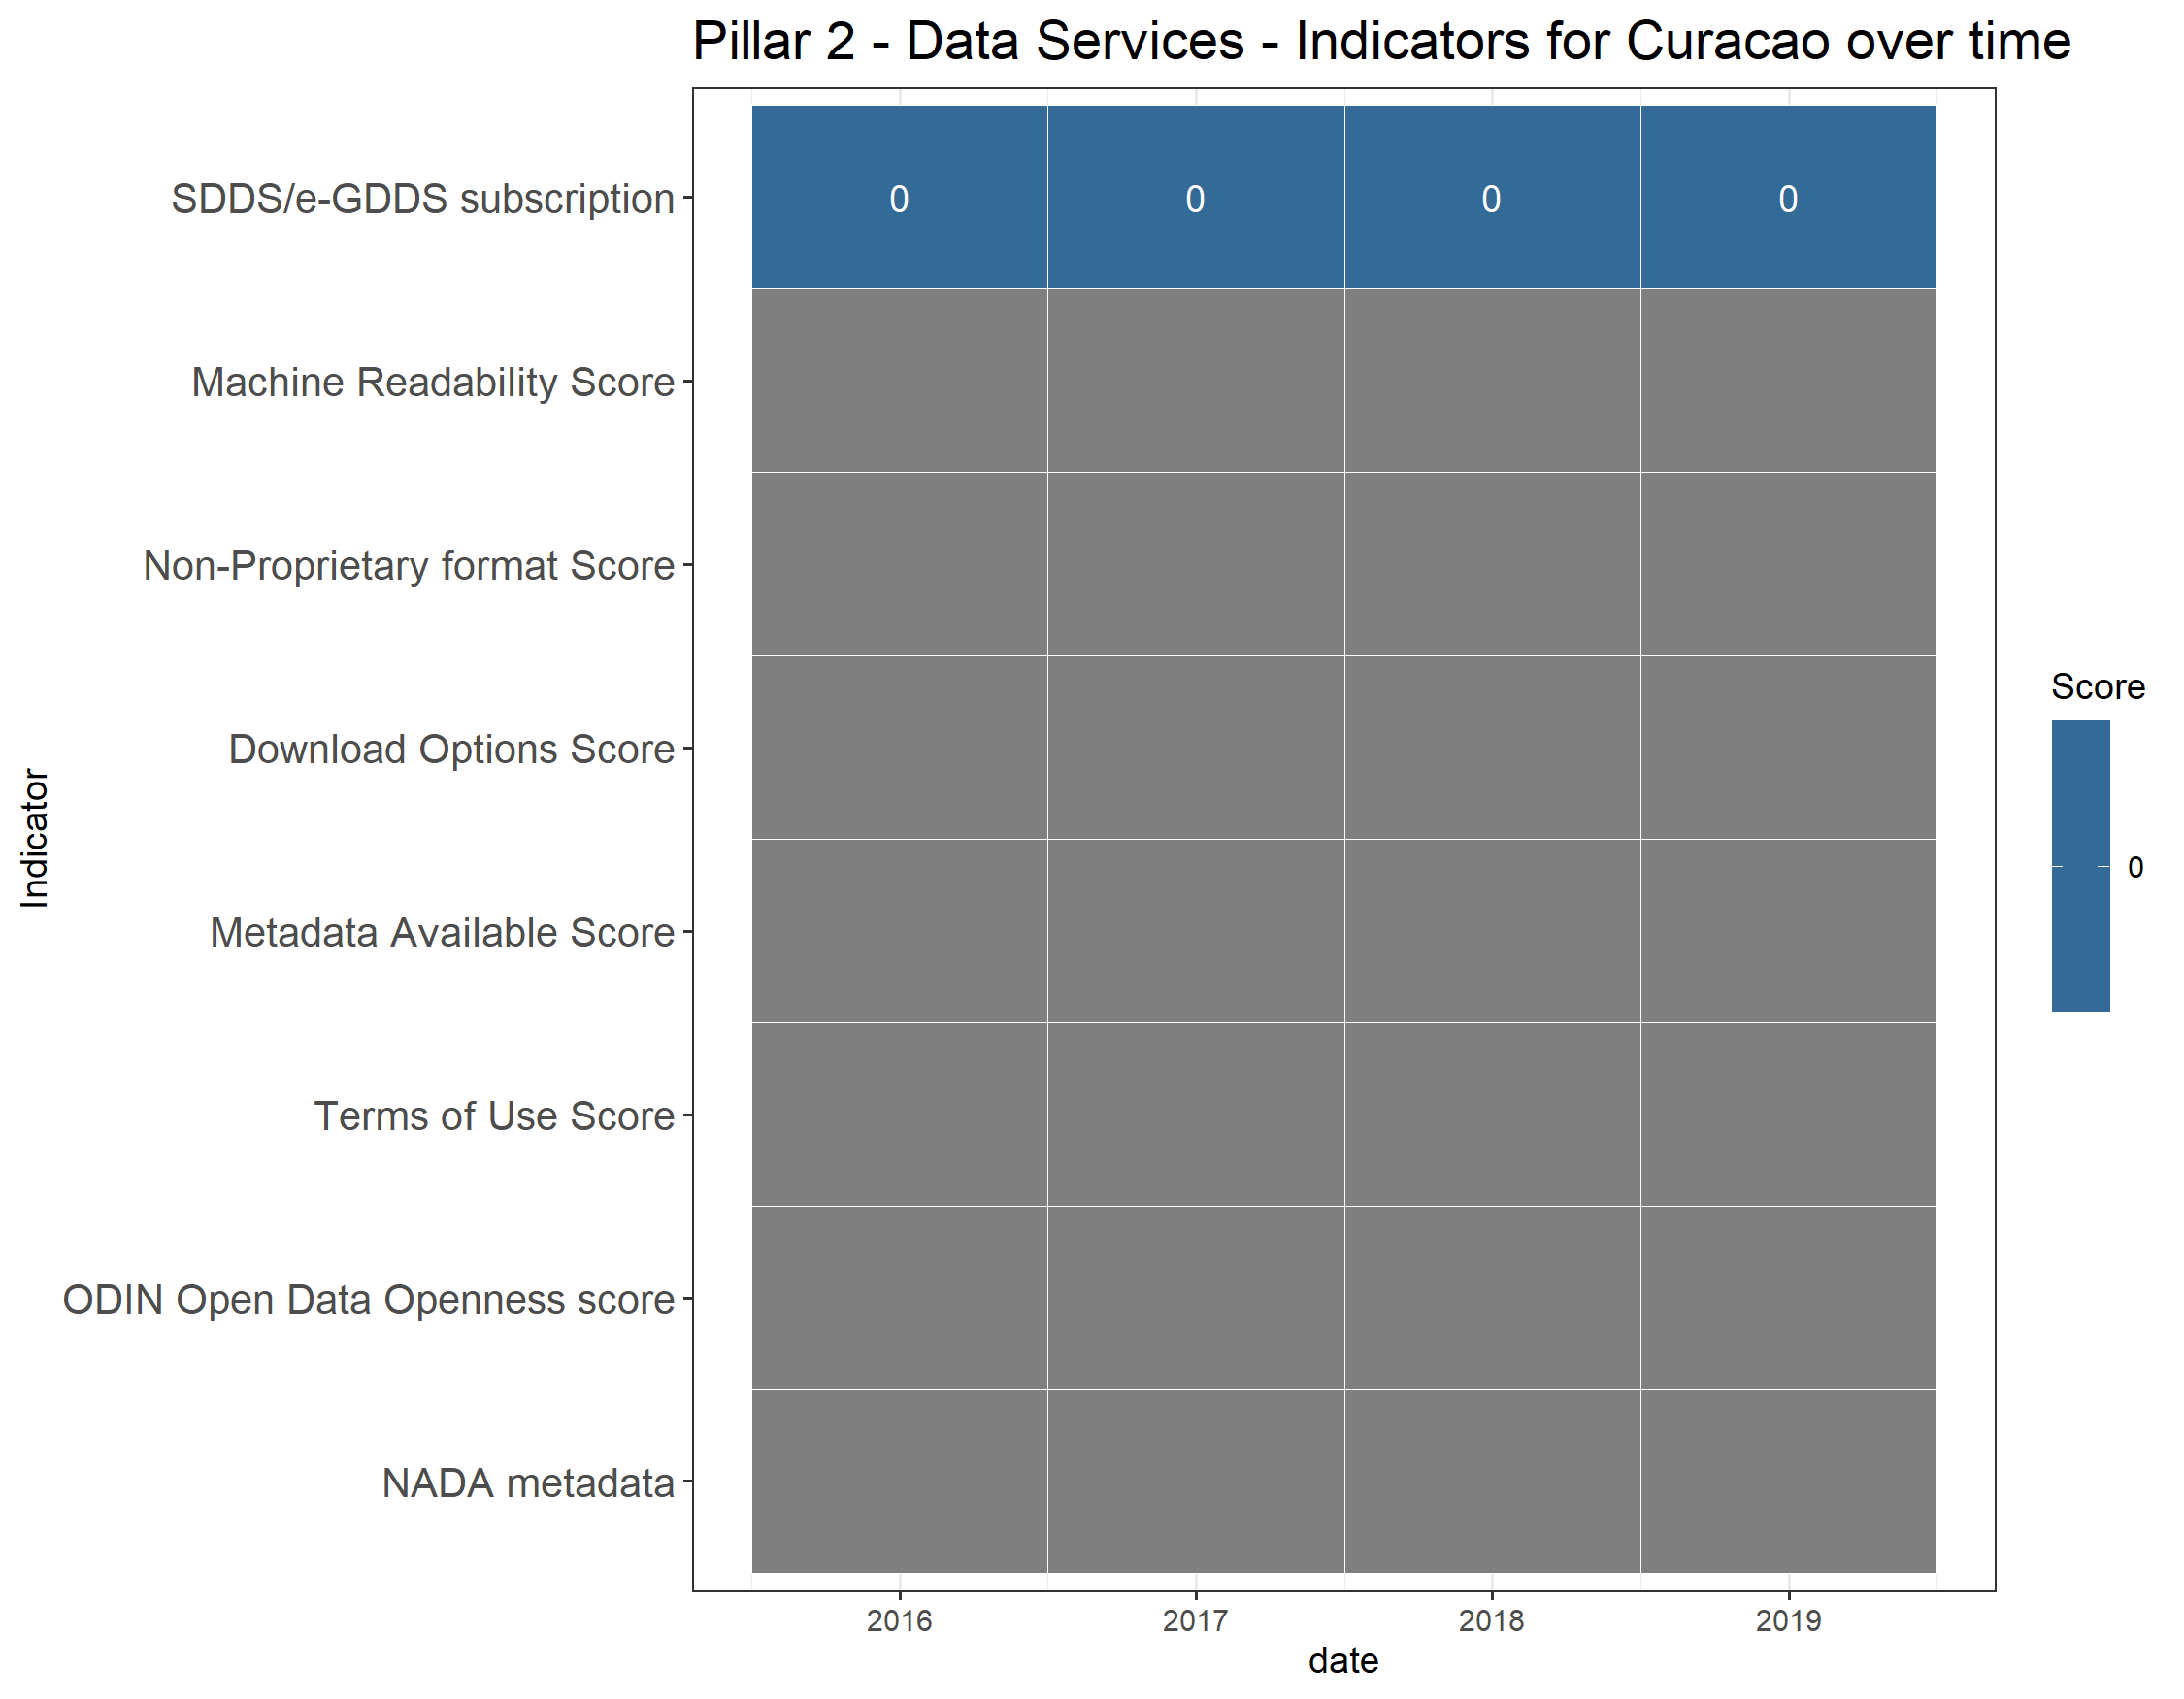 Pillar 2 - Data Services - Indicators for Curacao over time
Indicator
SDDS/e-GDDS subscription
0 0 0 0
Machine Readability Score
Non-Proprietary format Score
Download Options Score
Metadata Available Score
Terms of Use Score
ODIN Open Data Openness score
NADA metadata
2016 2017 2018 2019
date
Score
0